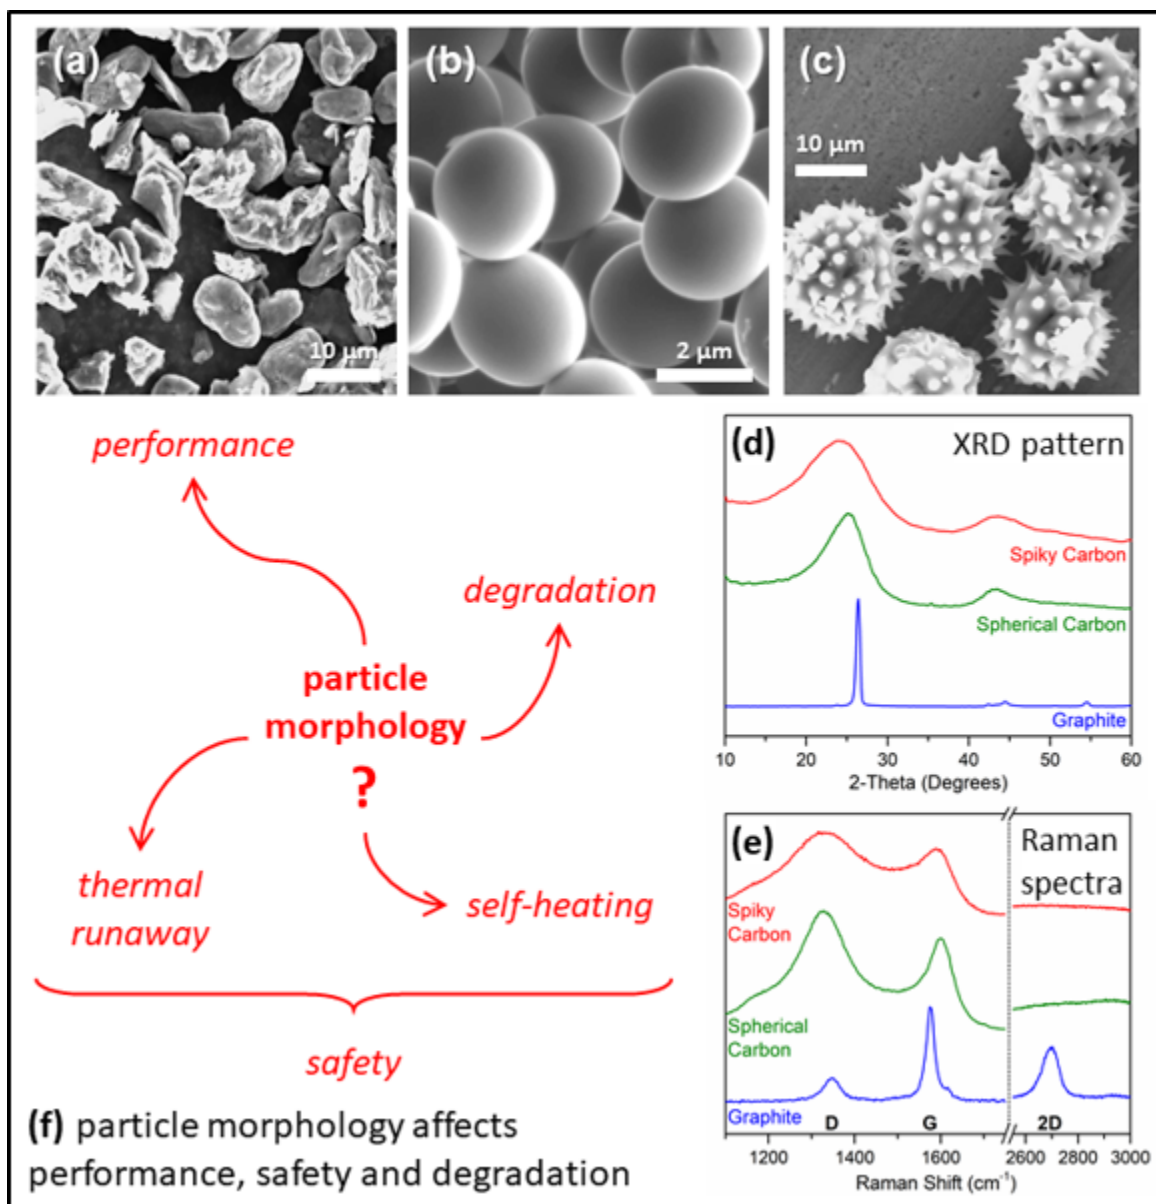 (a)
10 µm
(b)
2 µm
(c)
10 µm
performance
degradation
particle
morphology
?
thermal
runaway
self-heating
safety
(f) particle morphology affects
performance, safety and degradation
(d) XRD pattern
Spiky Carbon
Spherical Carbon
Graphite
10 20 30 40 50 60
2-Theta (Degrees)
(e) Raman
spectra
Spiky
Carbon
Spherical
Carbon
Graphite
D G 2D
1200 1400 1600 2600 2800 3000
Raman Shift (cm⁻¹)